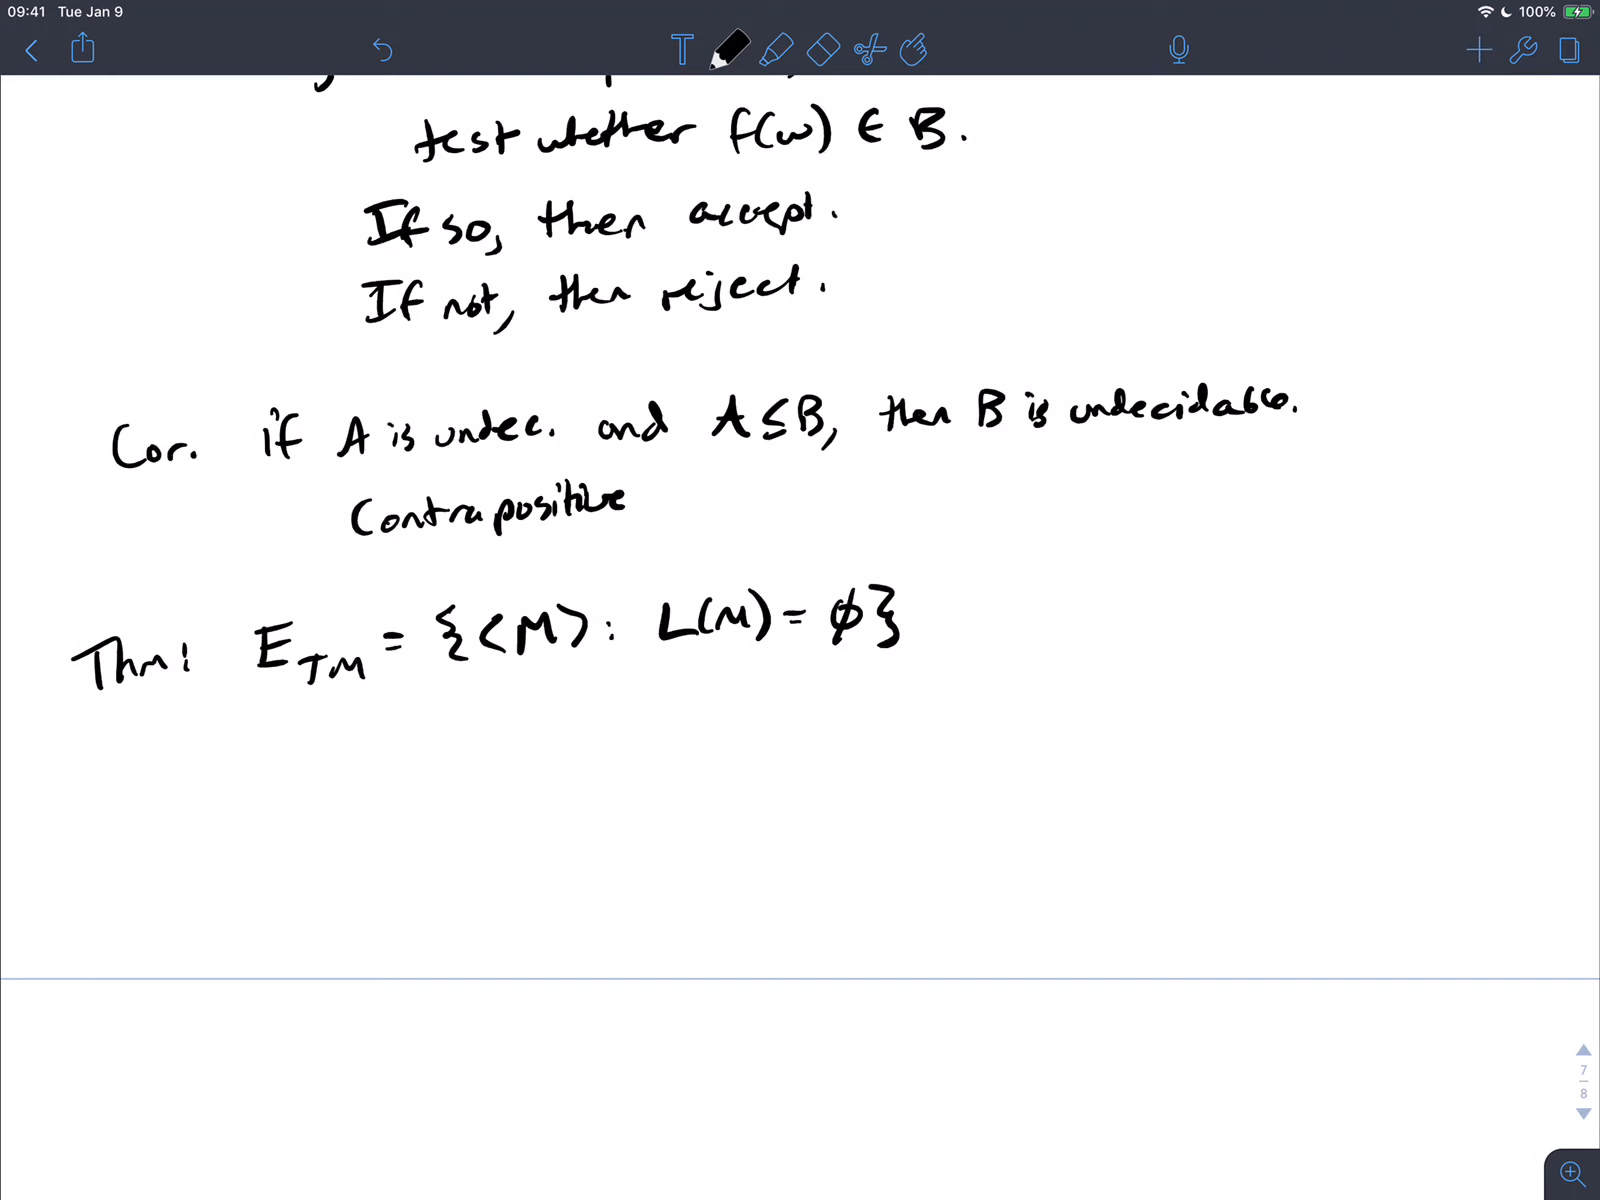 09:41 Tue Jan 9
100%
T
test whether f(w) ∈ B.
If so, then accept.
If not, then reject.
Cor. if A is undec. and A ≤ B, then B is undecidable.
Contrapositive
Thm: E_TM = {<M>: L(M) = ∅}
7
8